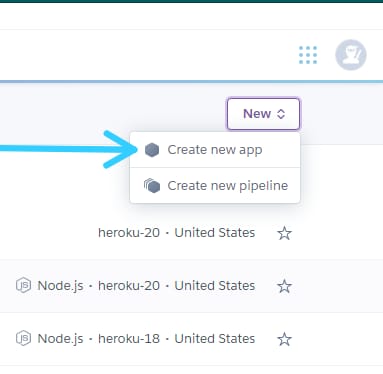 New
Create new app
Create new pipeline
heroku-20 · United States
Node.js · heroku-20 · United States
Node.js · heroku-18 · United States